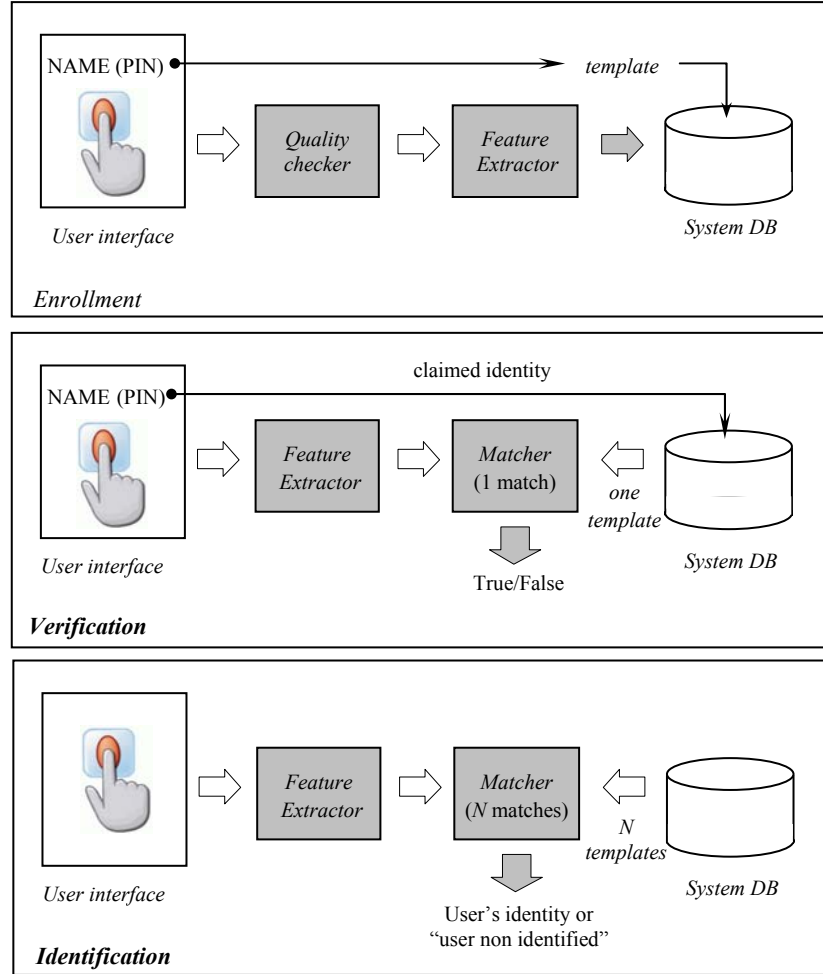 NAME (PIN)
template
Quality
checker
Feature
Extractor
User interface
System DB
Enrollment
claimed identity
NAME (PIN)
Feature
Extractor
Matcher
(1 match)
one
template
User interface
True/False
System DB
Verification
Feature
Extractor
Matcher
(N matches)
N
templates
User interface
System DB
User’s identity or
“user non identified”
Identification